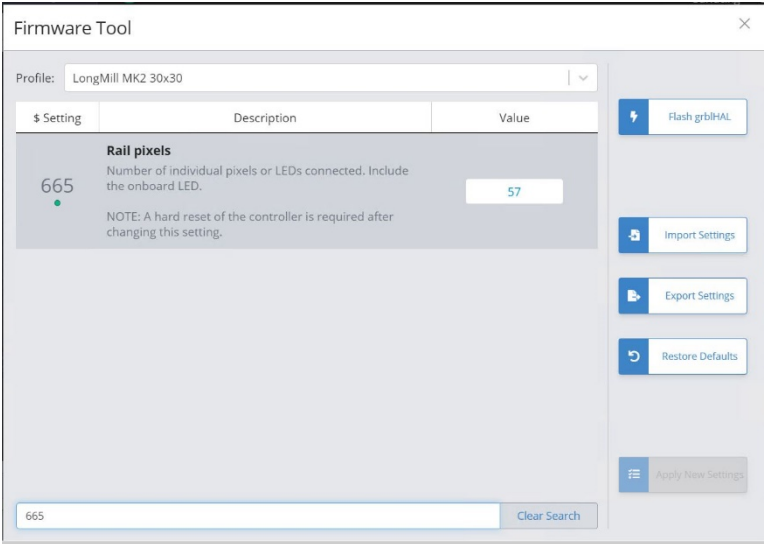 Firmware Tool
Profile:
LongMill MK2 30x30
$ Setting
Description
Value
665
Rail pixels
Number of individual pixels or LEDs connected. Include
the onboard LED.
NOTE: A hard reset of the controller is required after
changing this setting.
57
Flash grblHAL
Import Settings
Export Settings
Restore Defaults
Apply New Settings
665
Clear Search